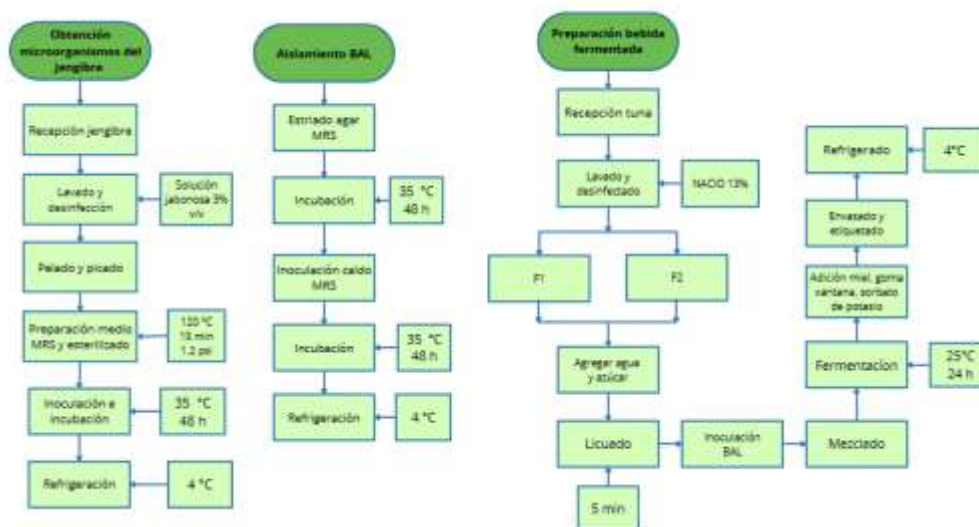 Obtención
microorganismos del
jengibre
Recepción jengibre
Lavado y
desinfección
Solución
jabonosa 3%
v/v
Pelado y picado
Preparación medio
MRS y esterilizado
120 °C
15 min
1.2 psi
Inoculación e
incubación
35 °C
48 h
Refrigeración
4 °C
Aislamiento BAL
Estriado agar
MRS
Incubación
35 °C
48 h
Inoculación caldo
MRS
Incubación
35 °C
48 h
Refrigeración
4 °C
Preparación bebida
fermentada
Recepción tuna
Lavado y
desinfectado
NAClO 13%
F1
F2
Agregar agua
y azúcar
Licuado
5 min
Inoculación
BAL
Mezclado
Fermentacíon
25°C
24 h
Adición miel, goma
xantana, sorbato
de potasio
Envasado y
etiquetado
Refrigerado
4°C